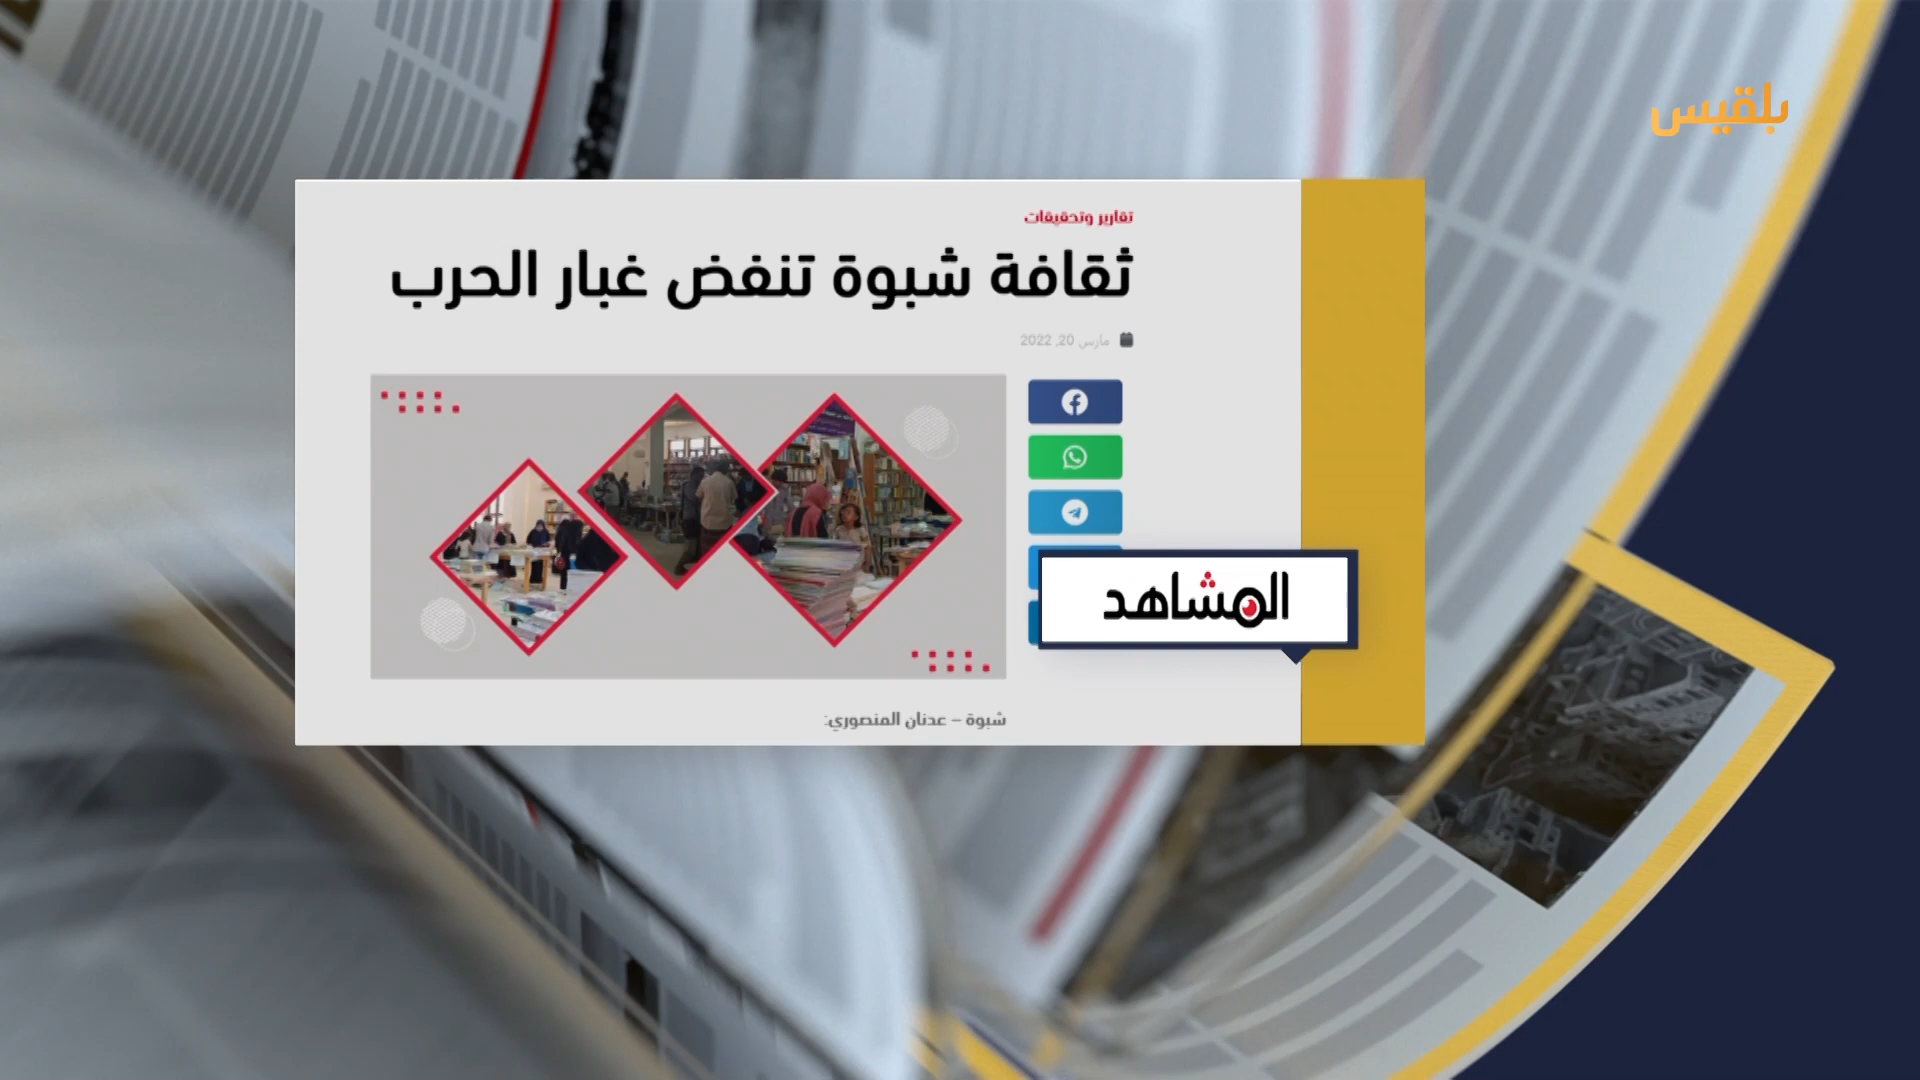 بلقيس
تقارير وتحقيقات
ثقافة شبوة تنفض غبار الحرب
مارس 20, 2022
المشاهد
شبوة – عدنان المنصوري: